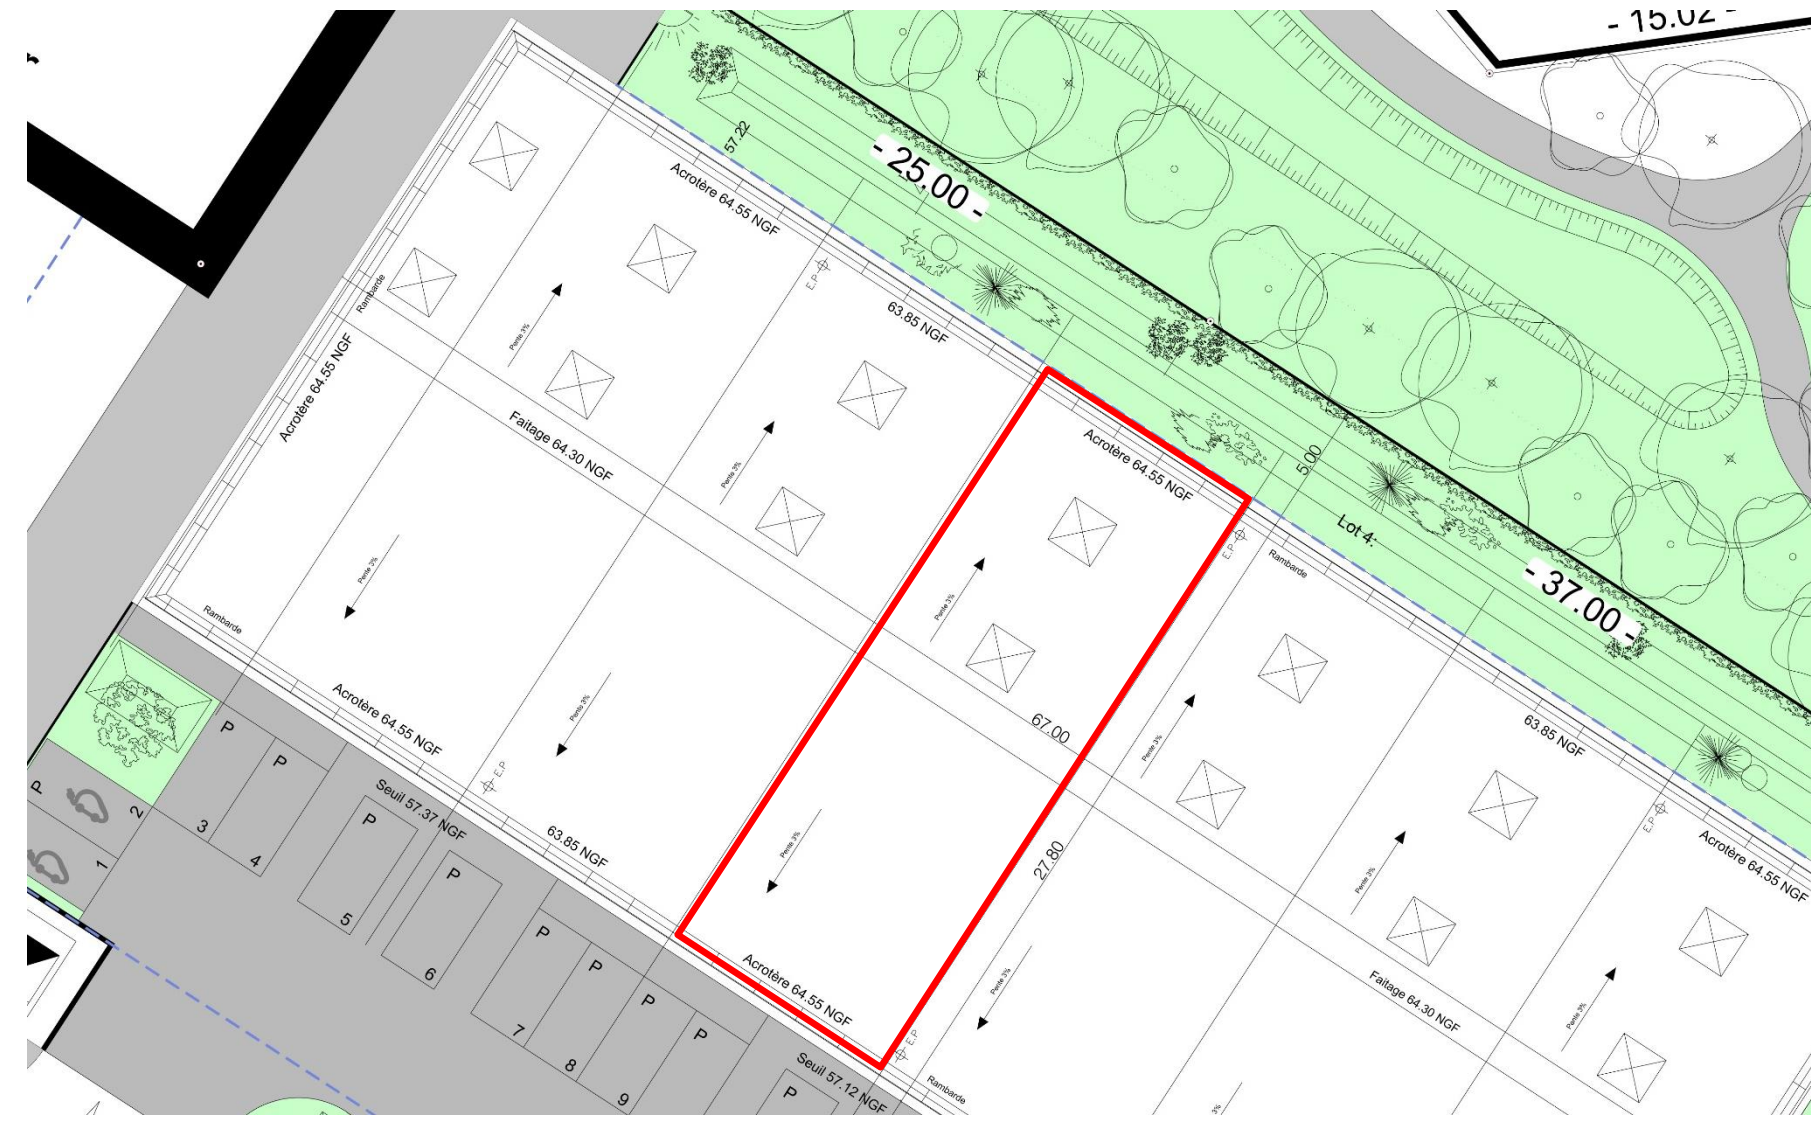 - 15.02 -
57.22
- 25.00 -
Acrotère 64.55 NGF
E.P
Rambarde
Pente 3%
63.85 NGF
Acrotère 64.55 NGF
Faitage 64.30 NGF
Pente 3%
Acrotère 64.55 NGF
5.00
Lot 4:
E.P
Rambarde
- 37.00 -
Pente 3%
Pente 3%
Rambarde
Pente 3%
67.00
Pente 3%
63.85 NGF
Acrotère 64.55 NGF
P
P
Seuil 57.37 NGF
E.P
E.P
P
2
3
4
1
P
5
P
6
63.85 NGF
Pente 3%
27.80
Pente 3%
Acrotère 64.55 NGF
P
P
P
P
7
8
9
Acrotère 64.55 NGF
Pente 3%
Faitage 64.30 NGF
Pente 3%
E.P
Seuil 57.12 NGF
P
Rambarde
3%